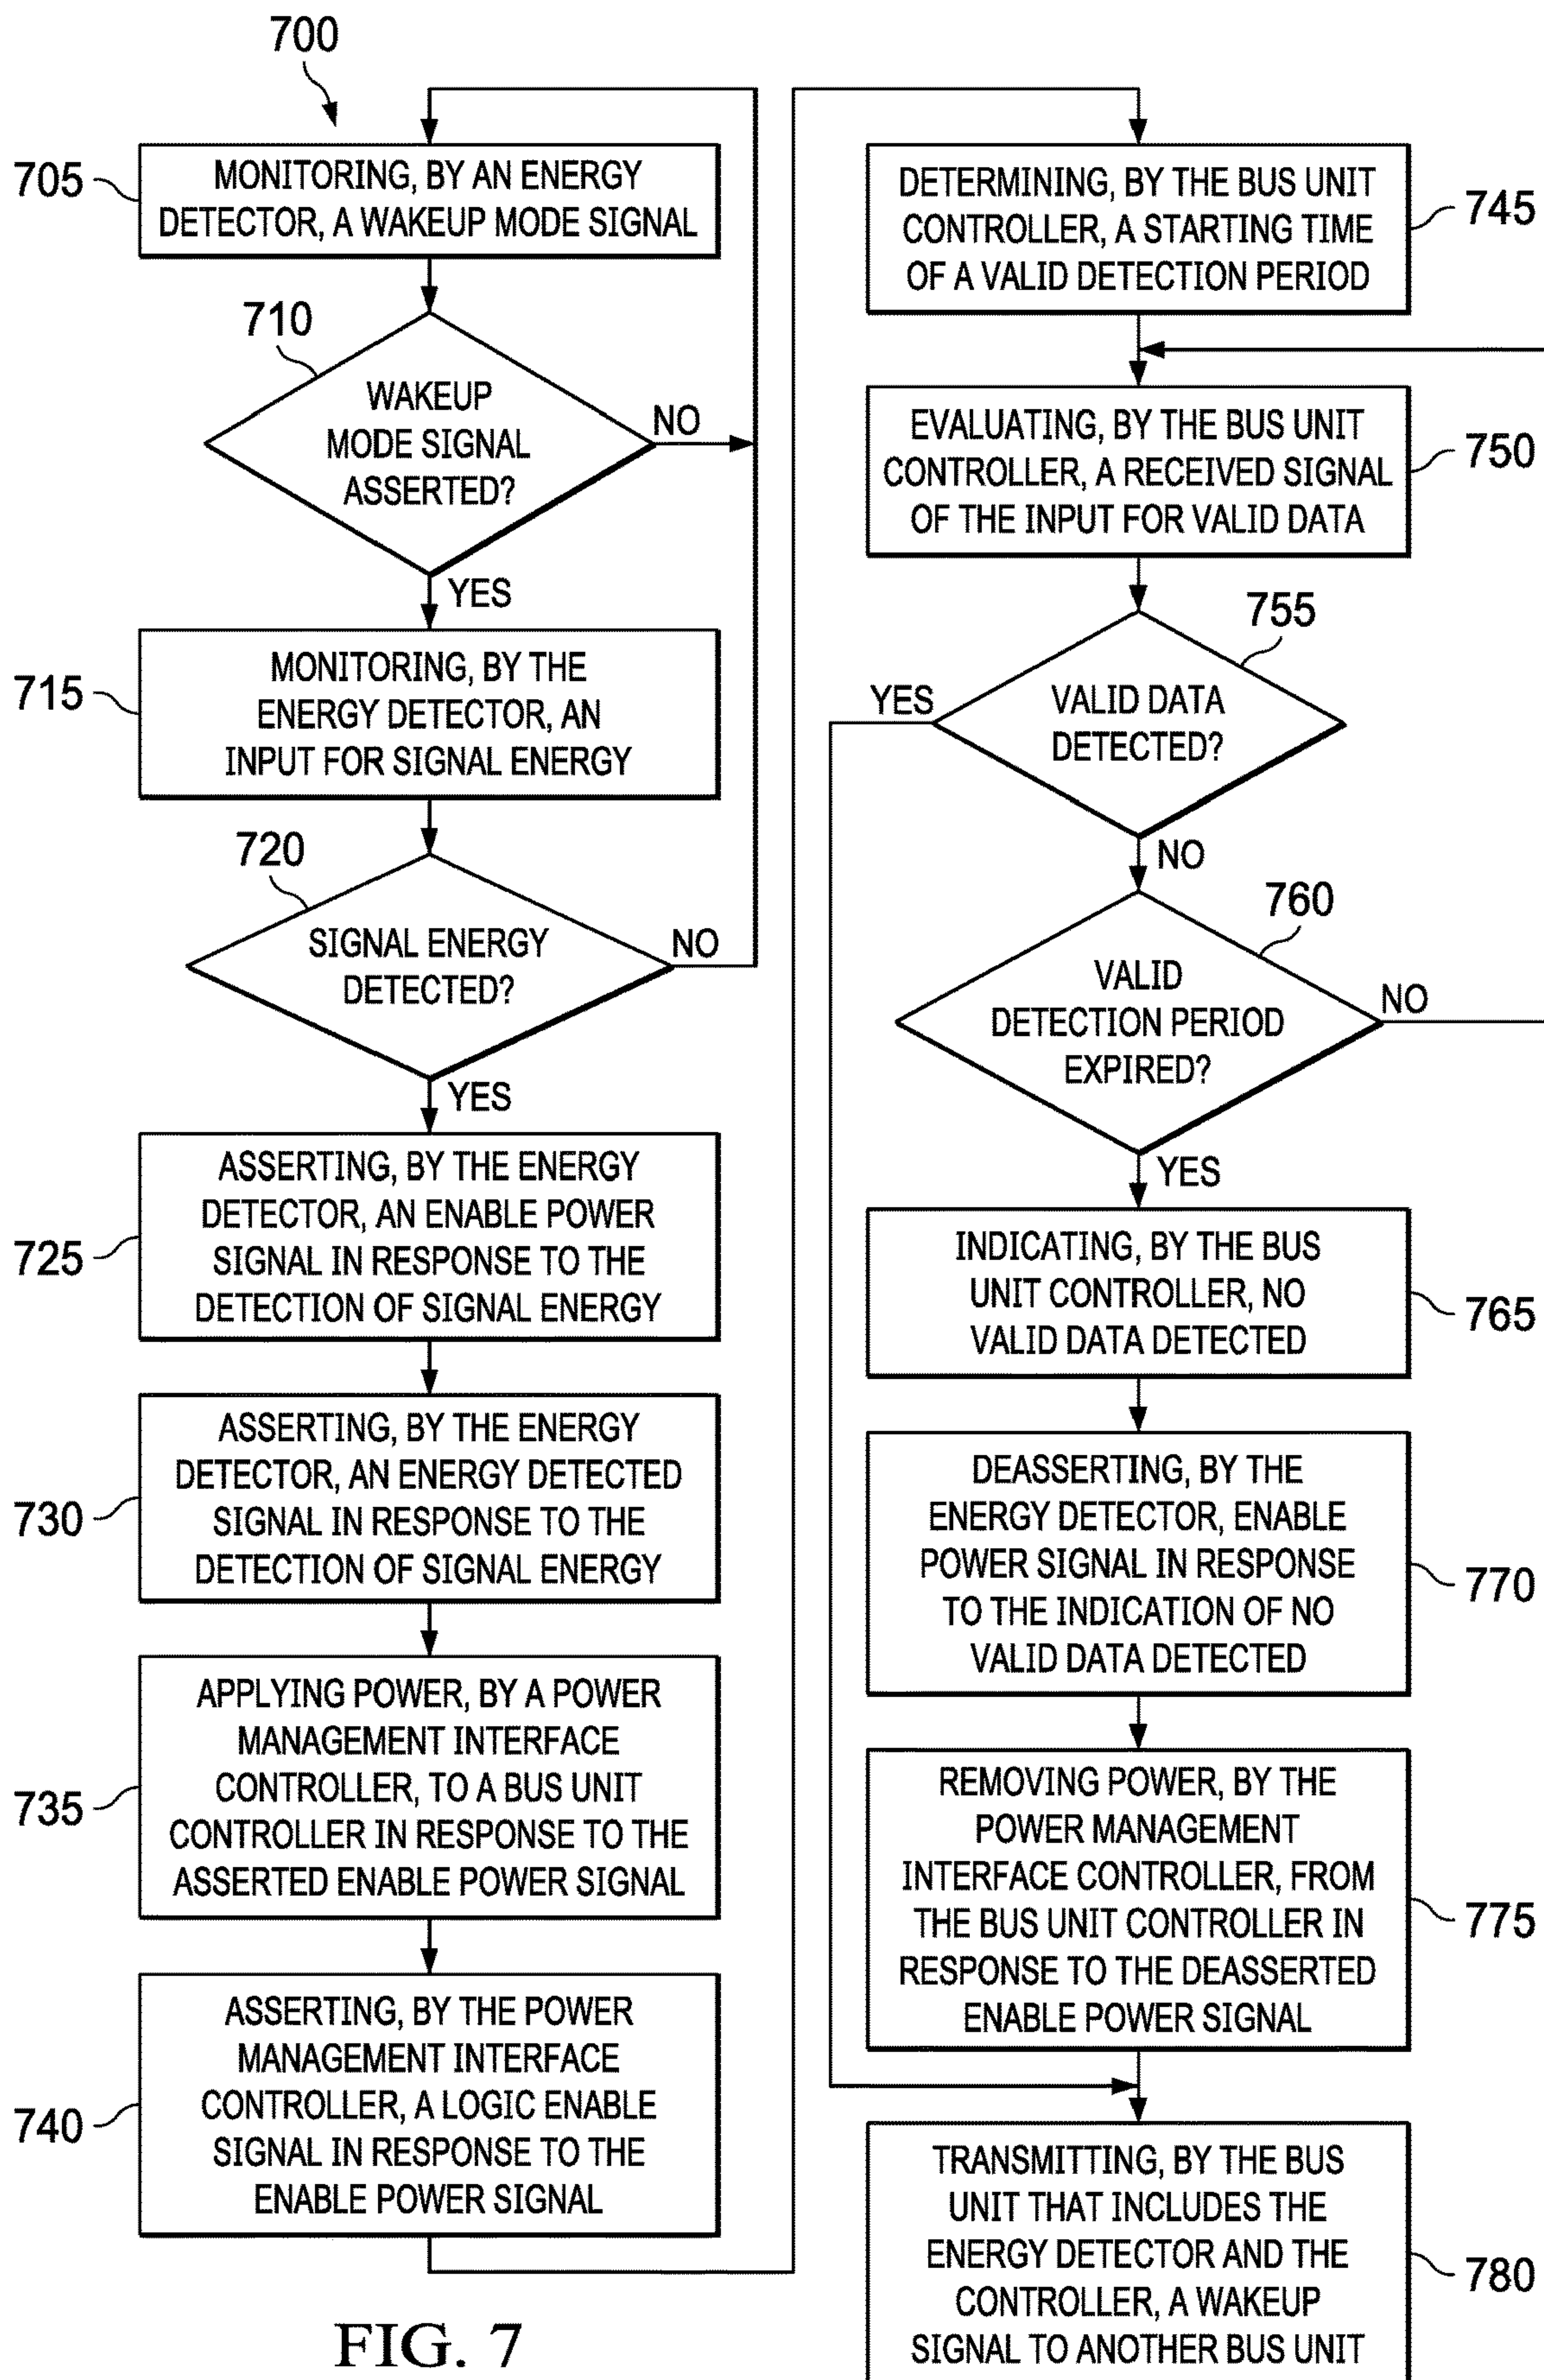 700
705
MONITORING, BY AN ENERGY
DETECTOR, A WAKEUP MODE SIGNAL
710
WAKEUP
MODE SIGNAL
ASSERTED?
NO
YES
715
MONITORING, BY THE
ENERGY DETECTOR, AN
INPUT FOR SIGNAL ENERGY
720
SIGNAL ENERGY
DETECTED?
NO
YES
725
ASSERTING, BY THE ENERGY
DETECTOR, AN ENABLE POWER
SIGNAL IN RESPONSE TO THE
DETECTION OF SIGNAL ENERGY
730
ASSERTING, BY THE ENERGY
DETECTOR, AN ENERGY DETECTED
SIGNAL IN RESPONSE TO THE
DETECTION OF SIGNAL ENERGY
735
APPLYING POWER, BY A POWER
MANAGEMENT INTERFACE
CONTROLLER, TO A BUS UNIT
CONTROLLER IN RESPONSE TO THE
ASSERTED ENABLE POWER SIGNAL
740
ASSERTING, BY THE POWER
MANAGEMENT INTERFACE
CONTROLLER, A LOGIC ENABLE
SIGNAL IN RESPONSE TO THE
ENABLE POWER SIGNAL
DETERMINING, BY THE BUS UNIT
CONTROLLER, A STARTING TIME
OF A VALID DETECTION PERIOD
745
EVALUATING, BY THE BUS UNIT
CONTROLLER, A RECEIVED SIGNAL
OF THE INPUT FOR VALID DATA
750
755
YES
VALID DATA
DETECTED?
NO
760
VALID
DETECTION PERIOD
EXPIRED?
NO
YES
INDICATING, BY THE BUS
UNIT CONTROLLER, NO
VALID DATA DETECTED
765
DEASSERTING, BY THE
ENERGY DETECTOR, ENABLE
POWER SIGNAL IN RESPONSE
TO THE INDICATION OF NO
VALID DATA DETECTED
770
REMOVING POWER, BY THE
POWER MANAGEMENT
INTERFACE CONTROLLER, FROM
THE BUS UNIT CONTROLLER IN
RESPONSE TO THE DEASSERTED
ENABLE POWER SIGNAL
775
TRANSMITTING, BY THE BUS
UNIT THAT INCLUDES THE
ENERGY DETECTOR AND THE
CONTROLLER, A WAKEUP
SIGNAL TO ANOTHER BUS UNIT
780
FIG. 7